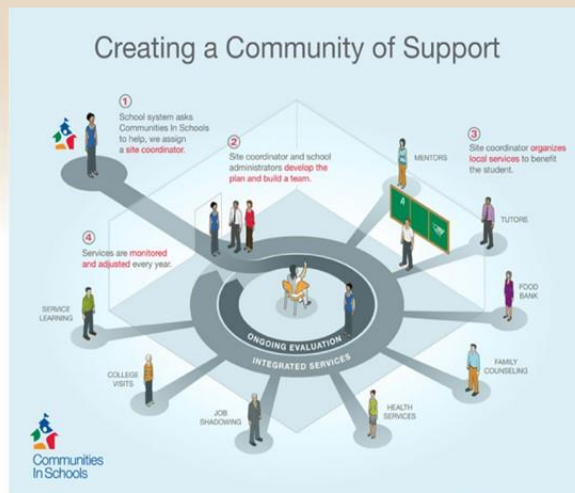 Creating a Community of Support
1
School system asks
Communities In Schools
to help, we assign
a site coordinator.
2
Site coordinator and school
administrators develop the
plan and build a team.
3
Site coordinator organizes
local services to benefit
the student.
4
Services are monitored
and adjusted every year.
MENTORS
A
TUTORS
FOOD
BANK
FAMILY
COUNSELING
HEALTH
SERVICES
JOB
SHADOWING
COLLEGE
VISITS
SERVICE
LEARNING
ONGOING EVALUATION
INTEGRATED SERVICES
Communities
In Schools